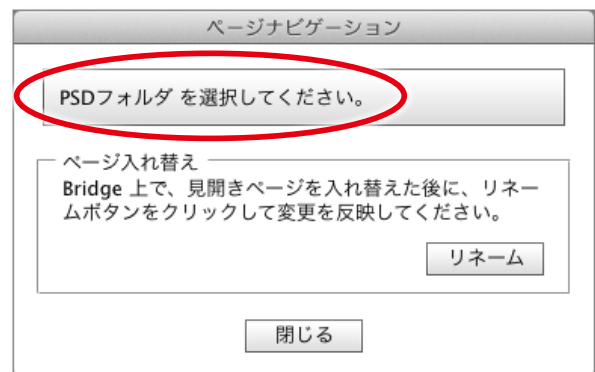 ページナビゲーション
PSDフォルダ を選択してください。
ページ入れ替え
Bridge 上で、見開きページを入れ替えた後に、リネー
ムボタンをクリックして変更を反映してください。
リネーム
閉じる